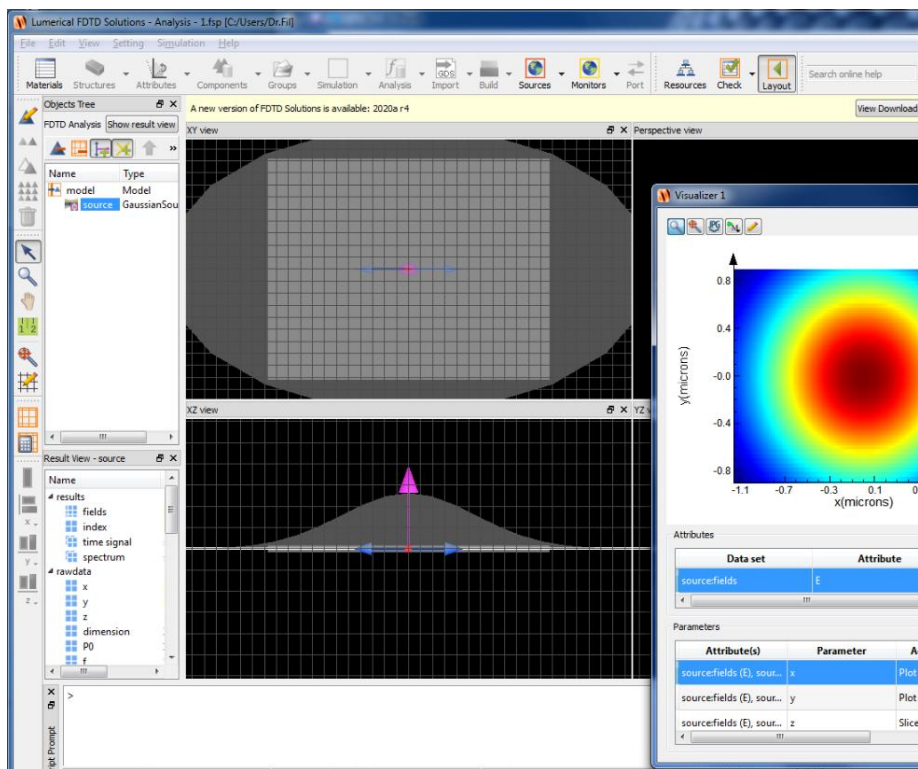 Lumerical FDTD Solutions - Analysis - 1.fsp [C:/Users/Dr.Fil]
File Edit View Setting Simulation Help
Materials Structures Attributes Components Groups Simulation Analysis Import Build Sources Monitors Port Resources Check Layout Search online help
GDS
Objects Tree
FDTD Analysis Show result view
A new version of FDTD Solutions is available: 2020a r4
View Download
Name Type
model Model
source GaussianSou
XY view
Perspective view
XZ view
YZ v
Result View - source
Name
results
fields
index
time signal
spectrum
rawdata
x
y
z
dimension
P0
f
x
y
z
>
ript Prompt
Visualizer 1
JPG
0.8
0.4
-0.0
-0.4
-0.8
y(microns)
-1.1 -0.7 -0.3 0.1 0
x(microns)
Attributes
Data set Attribute
source:fields E
Parameters
Attribute(s) Parameter A
source:fields (E), sour... x Plot
source:fields (E), sour... y Plot
source:fields (E), sour... z Slice